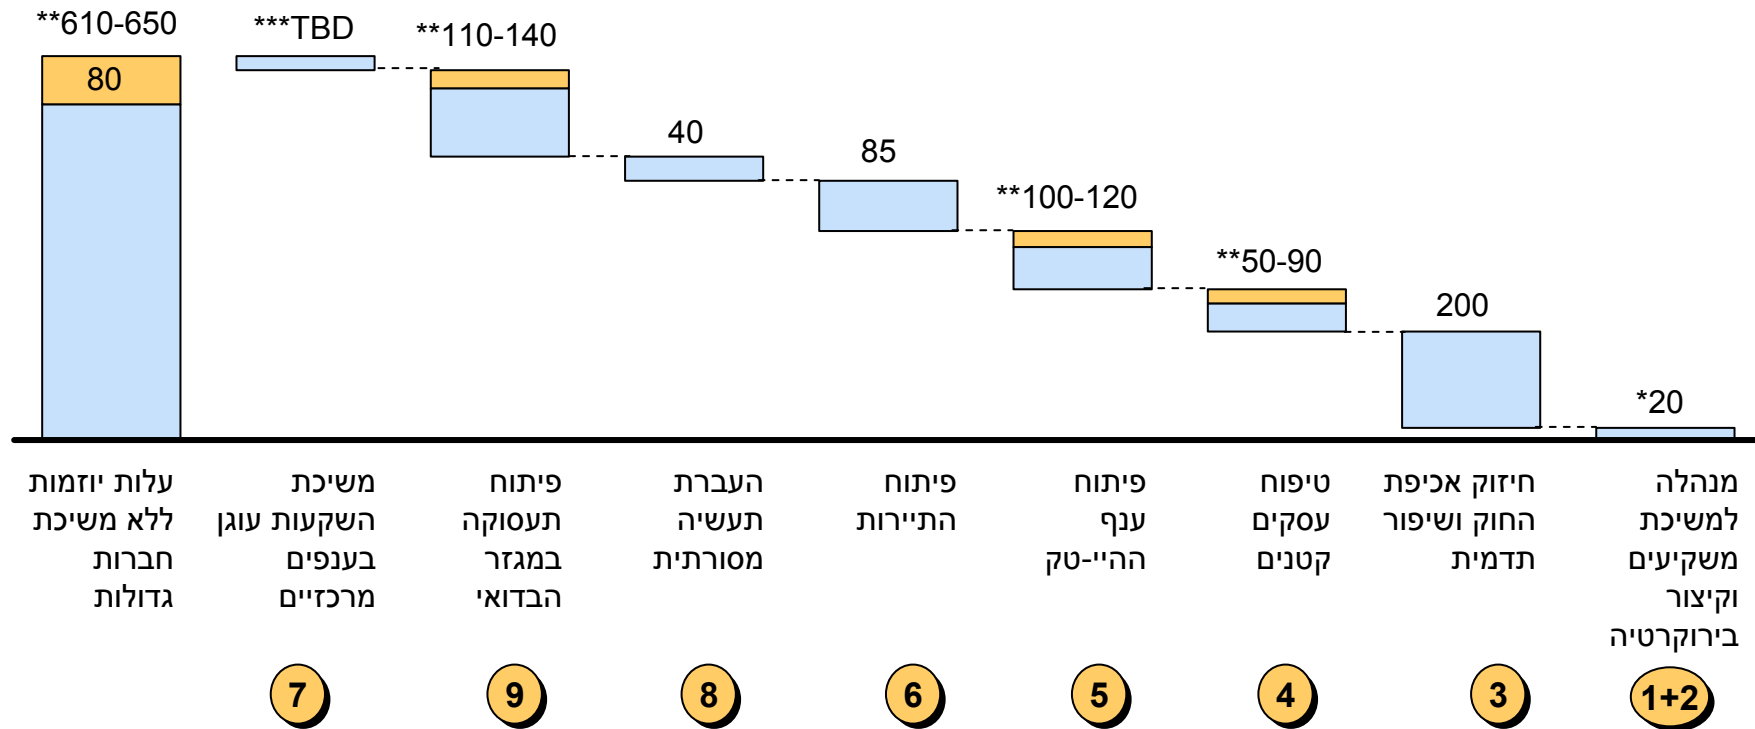 **610-650
80
***TBD
**110-140
40
85
**100-120
**50-90
200
*20
מנהלה
למשיכת
משקיעים
וקיצור
בירוקרטיה
חיזוק אכיפת
החוק ושיפור
תדמית
טיפוח
עסקים
קטנים
פיתוח
ענף
ההיי-טק
פיתוח
התיירות
העברת
תעשיה
מסורתית
פיתוח
תעסוקה
במגזר
הבדואי
משיכת
השקעות עוגן
בענפים
מרכזיים
עלות יוזמות
ללא משיכת
חברות
גדולות
1+2
3
4
5
6
8
9
7